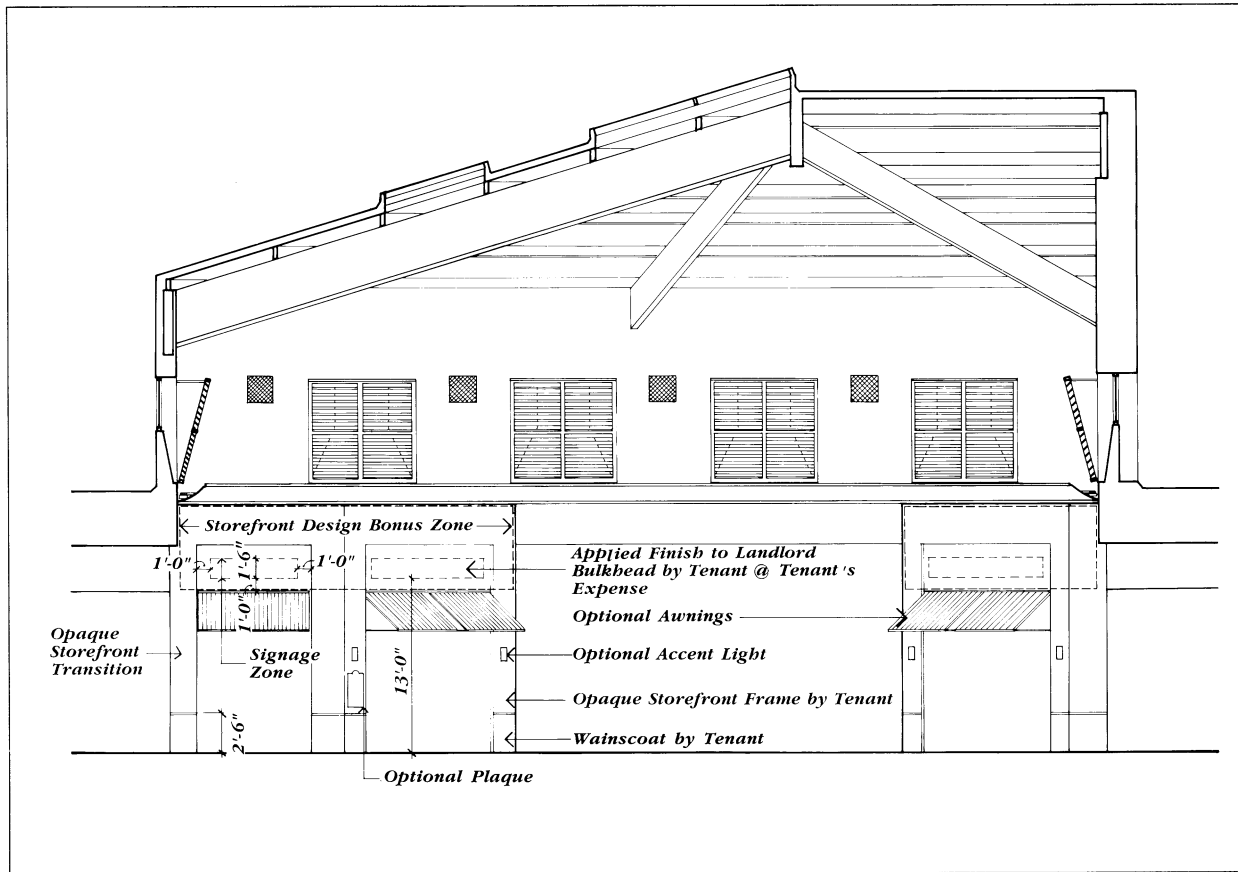 Storefront Design Bonus Zone
1'-0"
1'-6"
1'-0"
Applied Finish to Landlord
Bulkhead by Tenant @ Tenant's
Expense
1'-0"
Optional Awnings
Opaque
Storefront
Transition
Signage
Zone
Optional Accent Light
13'-0"
Opaque Storefront Frame by Tenant
2'-6"
Wainscoat by Tenant
Optional Plaque